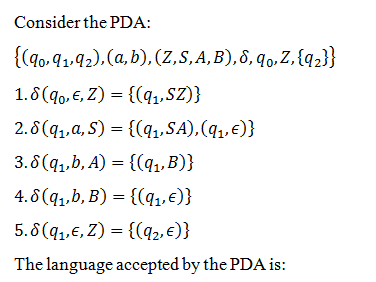 Consider the PDA:
{(q₀,q₁,q₂),(a,b),(Z,S,A,B),δ,q₀,Z,{q₂}}
1.δ(q₀,ϵ,Z) = {(q₁,SZ)}
2.δ(q₁,a,S) = {(q₁,SA),(q₁,ϵ)}
3.δ(q₁,b,A) = {(q₁,B)}
4.δ(q₁,b,B) = {(q₁,ϵ)}
5.δ(q₁,ϵ,Z) = {(q₂,ϵ)}
The language accepted by the PDA is: